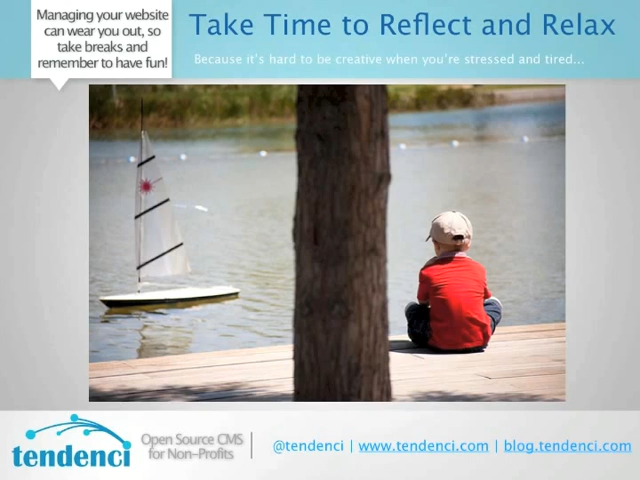 Managing your website
can wear you out, so
take breaks and
remember to have fun!
Take Time to Reflect and Relax
Because it's hard to be creative when you're stressed and tired...
tendenci
Open Source CMS
for Non-Profits
@tendenci | www.tendenci.com | blog.tendenci.com